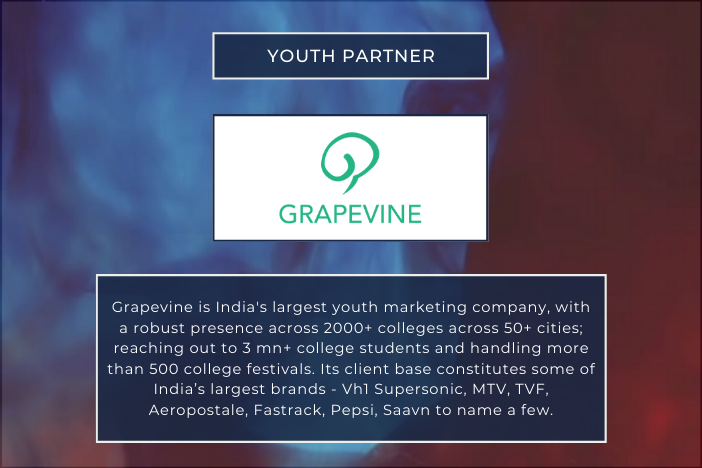 YOUTH PARTNER
GRAPEVINE
Grapevine is India's largest youth marketing company, with
a robust presence across 2000+ colleges across 50+ cities;
reaching out to 3 mn+ college students and handling more
than 500 college festivals. Its client base constitutes some of
India’s largest brands - Vh1 Supersonic, MTV, TVF,
Aeropostale, Fastrack, Pepsi, Saavn to name a few.